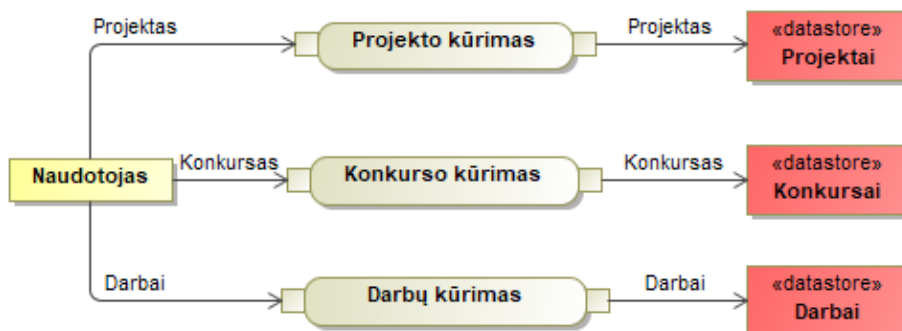 Projektas
Projekto kūrimas
Projektas
«datastore»
Projektai
Naudotojas
Konkursas
Konkurso kūrimas
Konkursas
«datastore»
Konkursai
Darbai
Darbų kūrimas
Darbai
«datastore»
Darbai